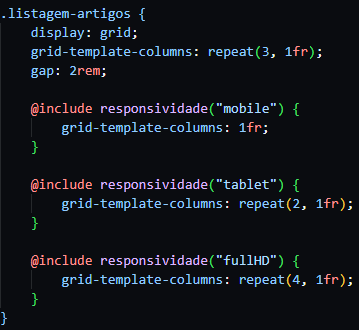 .listagem-artigos {
    display: grid;
    grid-template-columns: repeat(3, 1fr);
    gap: 2rem;

    @include responsividade("mobile") {
        grid-template-columns: 1fr;
    }

    @include responsividade("tablet") {
        grid-template-columns: repeat(2, 1fr);
    }

    @include responsividade("fullHD") {
        grid-template-columns: repeat(4, 1fr);
    }
}